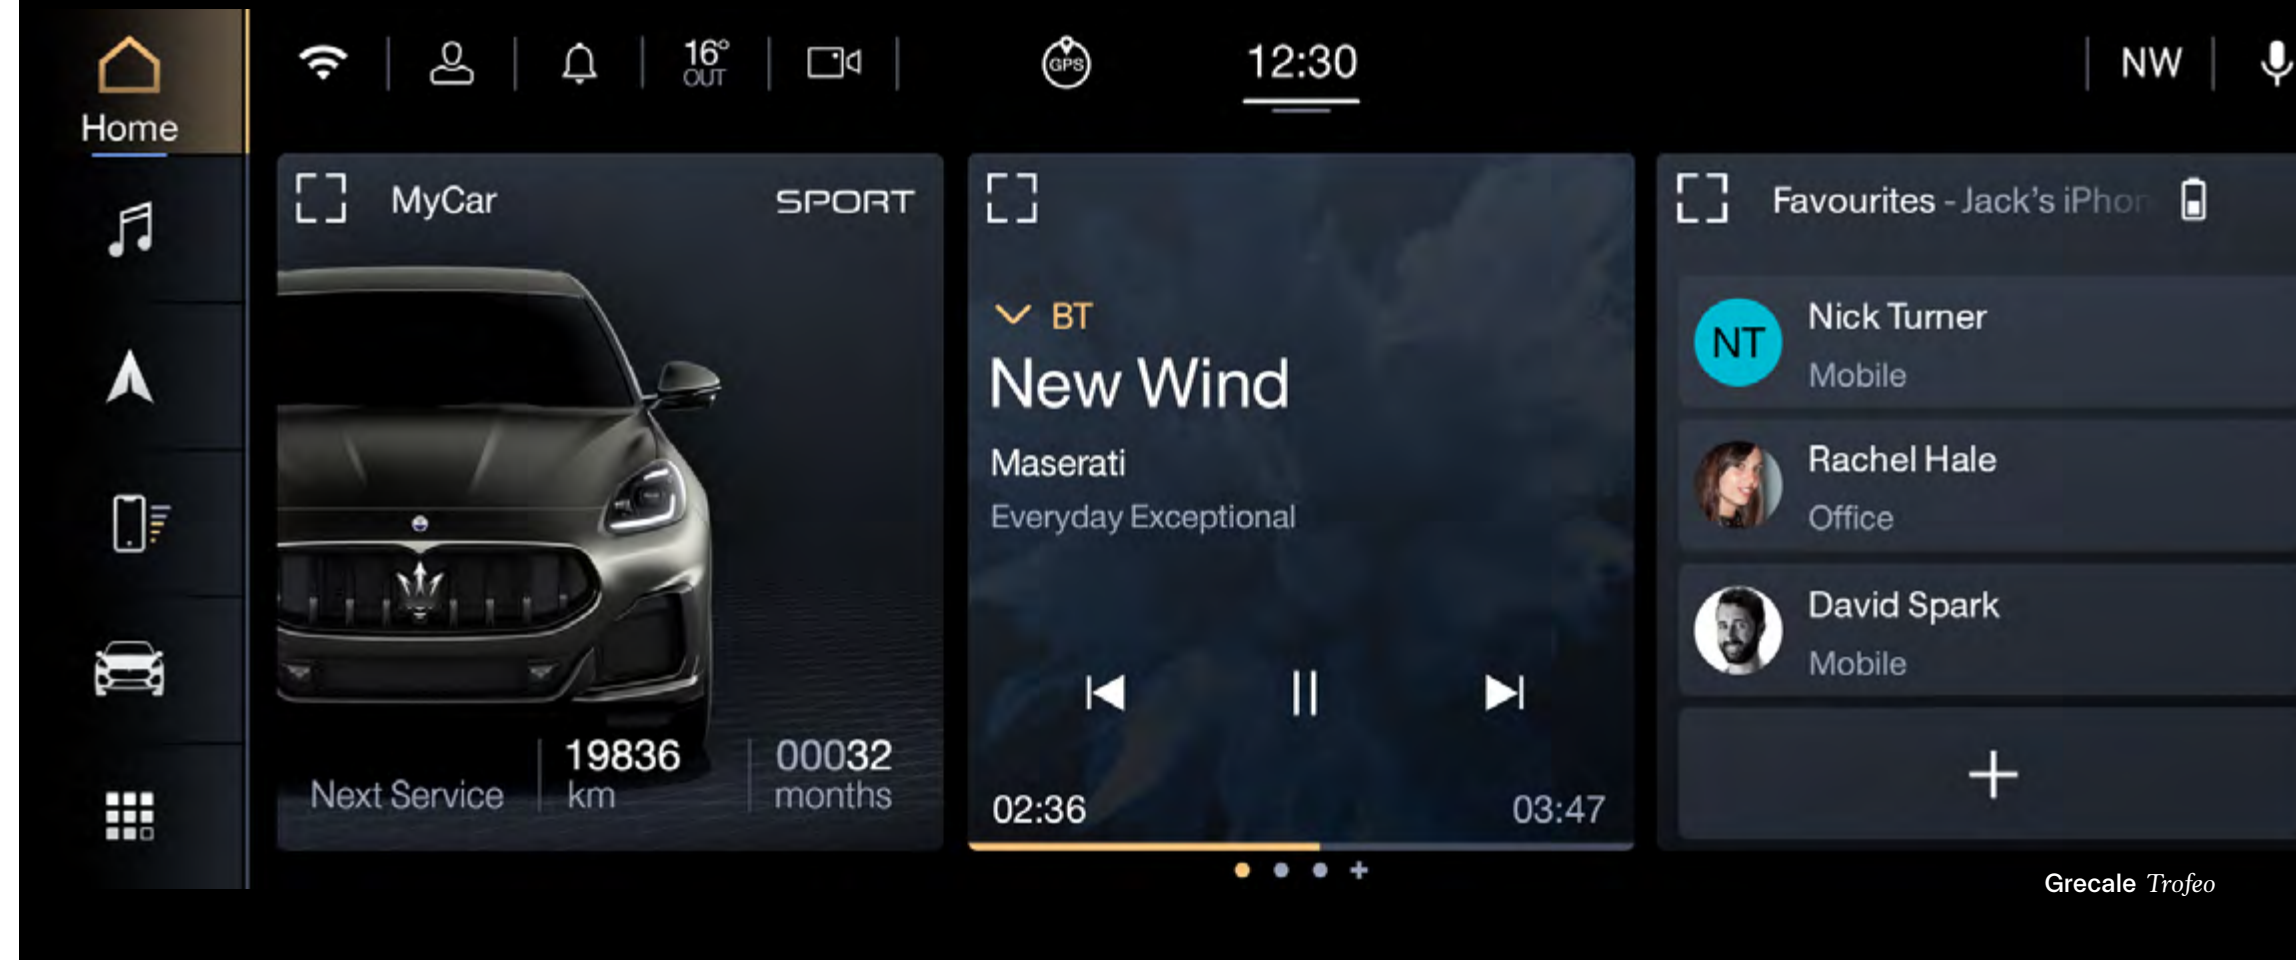 Home
16°
OUT
GPS
12:30
NW
MyCar
SPORT
Next Service
19836
km
00032
months
BT
New Wind
Maserati
Everyday Exceptional
02:36
03:47
Favourites - Jack's iPhon
NT
Nick Turner
Mobile
Rachel Hale
Office
David Spark
Mobile
Grecale Trofeo